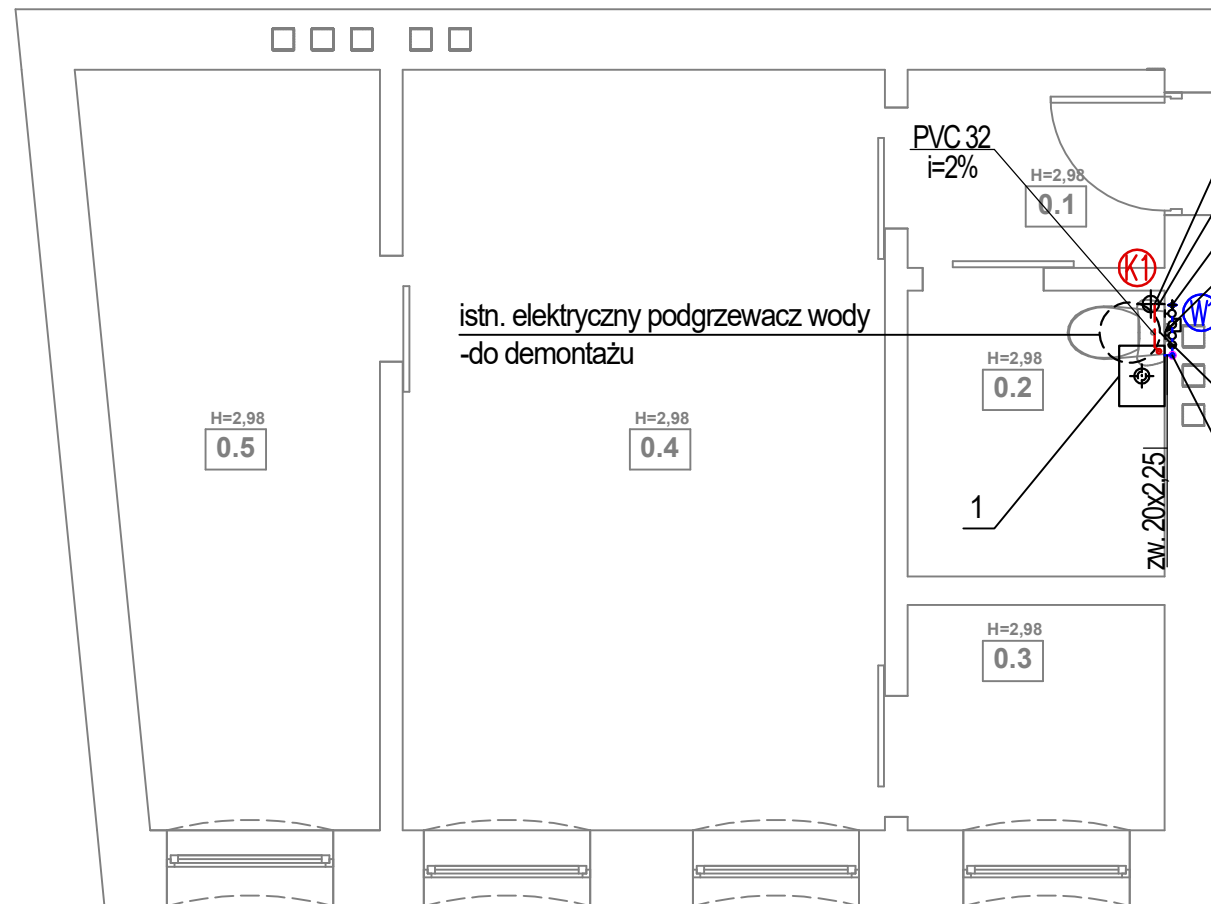 PVC 32
i=2%
H=2,98
0.1
K1
W1
istn. elektryczny podgrzewacz wody
-do demontażu
H=2,98
0.2
H=2,98
0.5
H=2,98
0.4
1
zw. 20x2,25
H=2,98
0.3